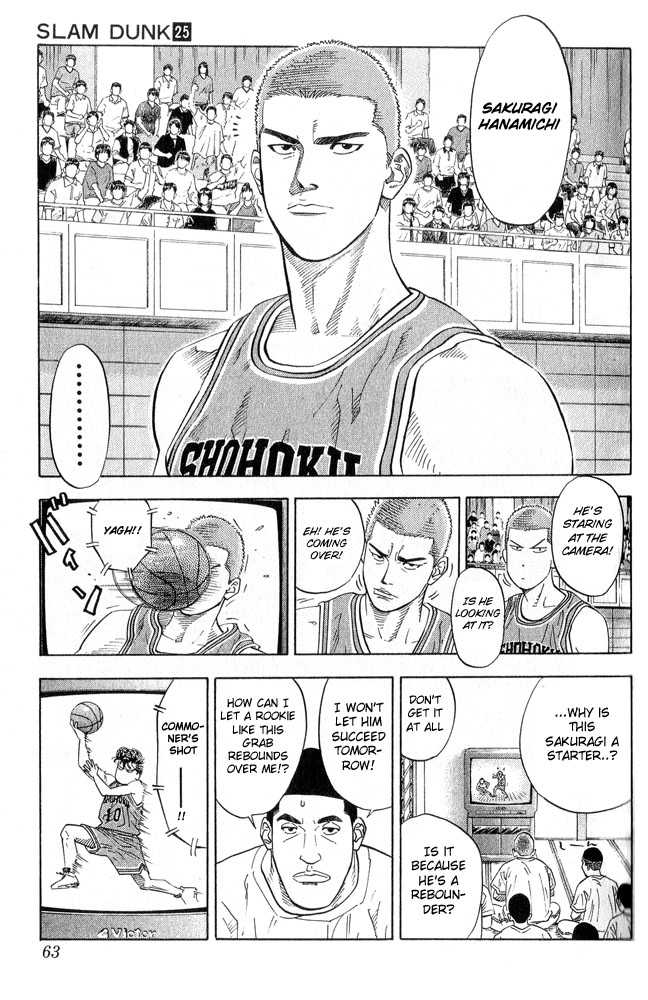 SLAM DUNK 25
SAKURAGI
HANAMICHI
HE'S
STARING
AT THE
CAMERA!
IS HE
LOOKING
AT IT?
EH! HE'S
COMING
OVER!
YAGH!!
SHOHOKU
...WHY IS
THIS
SAKURAGI A
STARTER..?
DON'T
GET IT
AT ALL
IS IT
BECAUSE
HE'S A
REBOUN-
DER?
I WON'T
LET HIM
SUCCEED
TOMOR-
ROW!
HOW CAN I
LET A ROOKIE
LIKE THIS
GRAB
REBOUNDS
OVER ME!?
COMMO-
NER'S
SHOT
!!
10
Victor
63